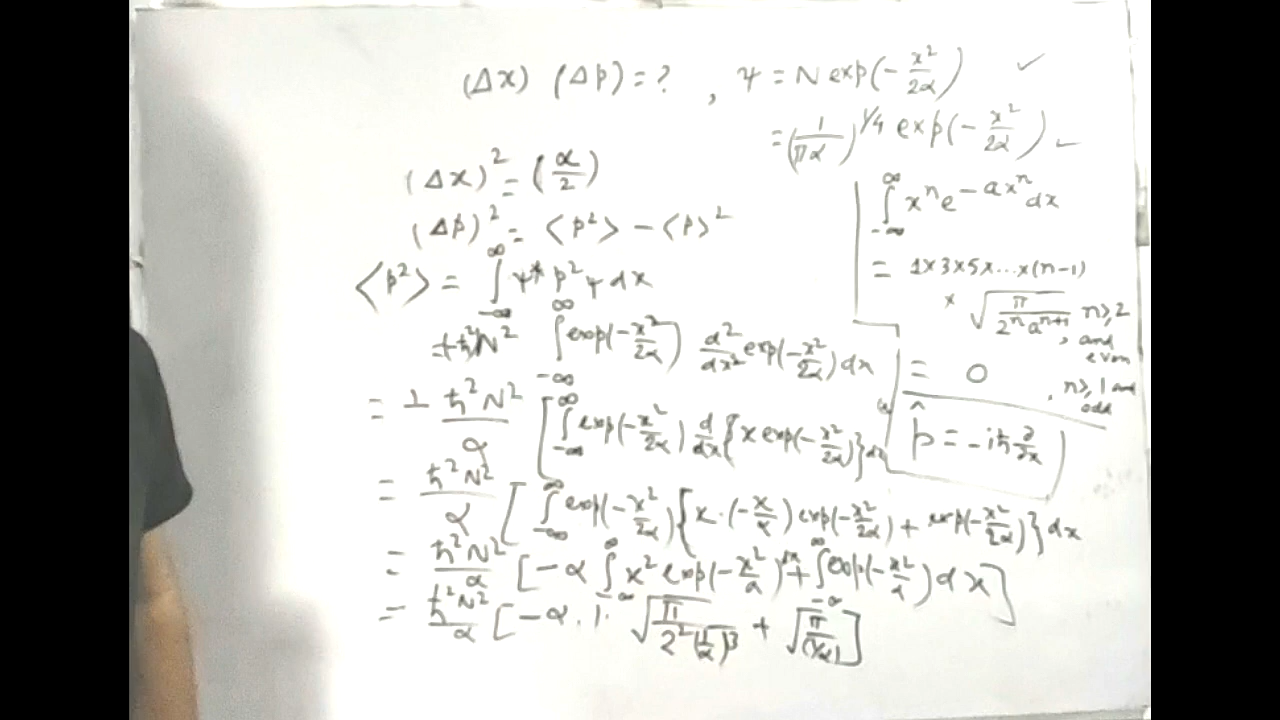 (Δx) (Δp) = ? , ψ = N exp(-x²/2α) ✓
= (1/πα)^1/4 exp(-x²/2α) ✓
(Δx)² = (α/2)
(Δp)² = <p²> - <p>²
<p²> = ∫_{-∞}^{∞} ψ* p² ψ dx
ħ²N² ∫_{-∞}^{∞} exp(-x²/2α) d²/dx² exp(-x²/2α) dx
= ħ²N²/α [∫_{-∞}^{∞} exp(-x²/2α) d/dx {x exp(-x²/2α)} dx
= ħ²N²/α [∫_{-∞}^{∞} exp(-x²/2α) {x·(-x/α) exp(-x²/2α) + exp(-x²/2α)} dx
= ħ²N²/α [-α ∫_{-∞}^{∞} x² exp(-x²/α) dx + ∫_{-∞}^{∞} exp(-x²/α) dx]
= ħ²N²/α [-α . 1. √(π/2²(1/α)³) + √(π/(1/α))]
∫_{-∞}^{∞} xⁿ e^{-axⁿ} dx
= 1×3×5×...×(n-1)
× √(π/2ⁿaⁿ⁺¹) , n≥2
and
even
= 0 , n≥1 and
odd
p̂ = -iħ ∂/∂x